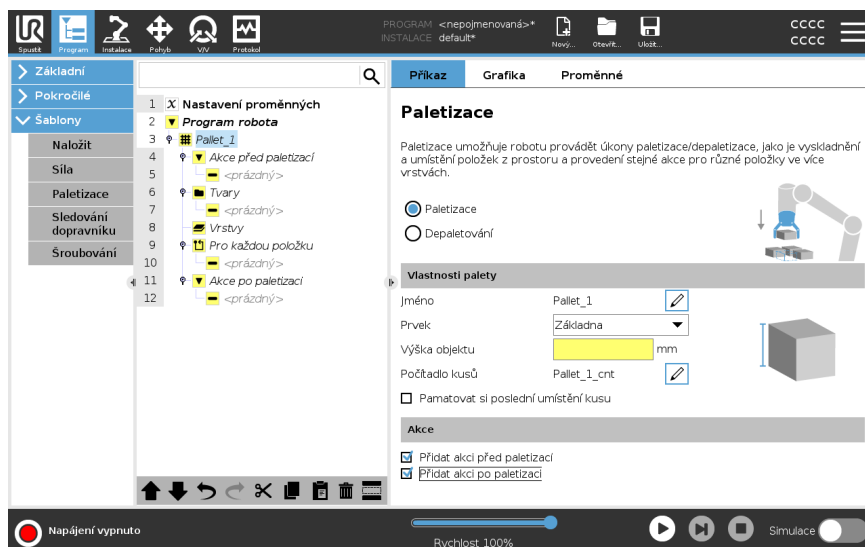 UR
PROGRAM <nepojmenovaná>*
INSTALACE default*
Spustit
Program
Instalace
Pohyb
V/V
Protokol
Nový...
Otevřít...
Uložit...
CCCC
CCCC
Základní
Pokročilé
Šablony
Naložit
Síla
Paletizace
Sledování
dopravníku
Šroubování
1 X Nastavení proměnných
2 Program robota
3 Pallet_1
4 Akce před paletizací
5 <prázdný>
6 Tvary
7 <prázdný>
8 Vrstvy
9 Pro každou položku
10 <prázdný>
11 Akce po paletizaci
12 <prázdný>
Příkaz
Grafika
Proměnné
Paletizace
Paletizace umožňuje robotu provádět úkony paletizace/depaletizace, jako je vyskladnění
a umístění položek z prostoru a provedení stejné akce pro různé položky ve více
vrstvách.
Paletizace
Depaletování
Vlastnosti palety
Jméno Pallet_1
Prvek Základna
Výška objektu mm
Počítadlo kusů Pallet_1_cnt
Pamatovat si poslední umístění kusu
Akce
Přidat akci před paletizací
Přidat akci po paletizaci
Napájení vypnuto
Rychlost 100%
Simulace